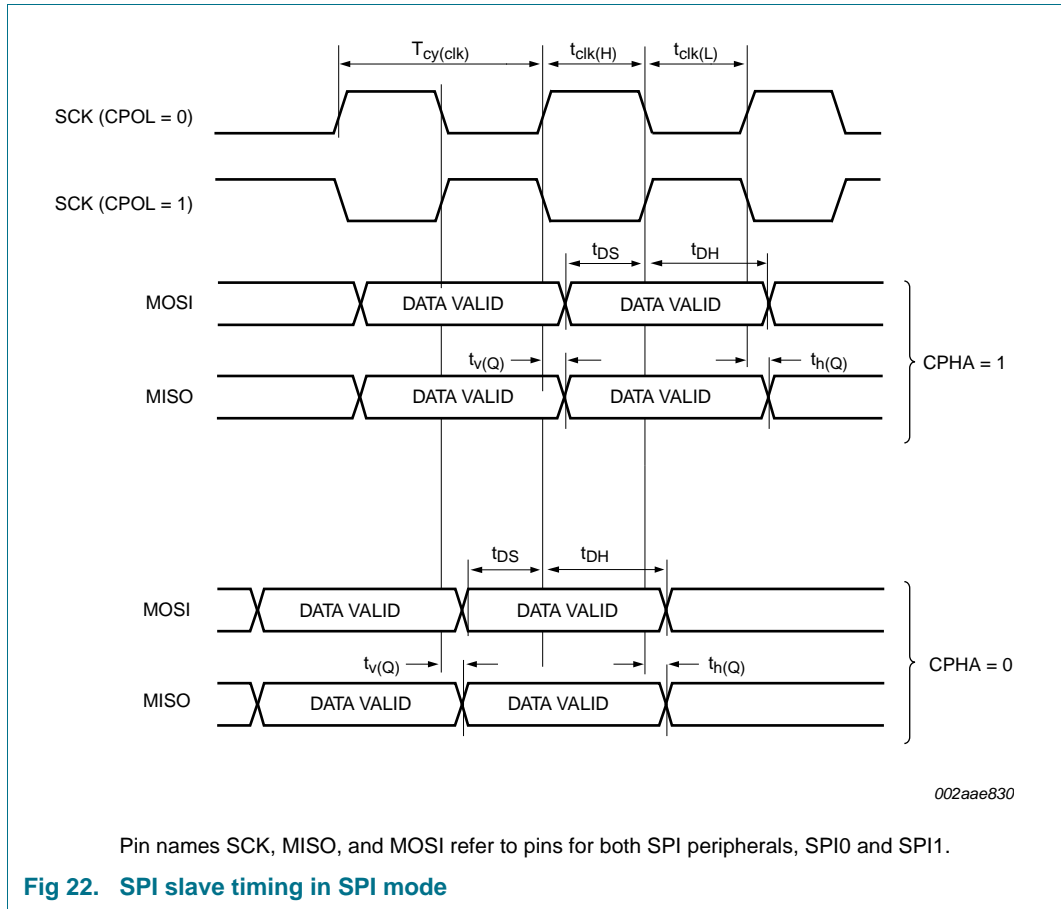 Tcy(clk) tclk(H) tclk(L)
SCK (CPOL = 0)
SCK (CPOL = 1)
tDS tDH
MOSI DATA VALID DATA VALID
tv(Q) th(Q)
CPHA = 1
MISO DATA VALID DATA VALID
tDS tDH
MOSI DATA VALID DATA VALID
tv(Q) th(Q)
CPHA = 0
MISO DATA VALID DATA VALID
002aae830
Pin names SCK, MISO, and MOSI refer to pins for both SPI peripherals, SPI0 and SPI1.
Fig 22. SPI slave timing in SPI mode